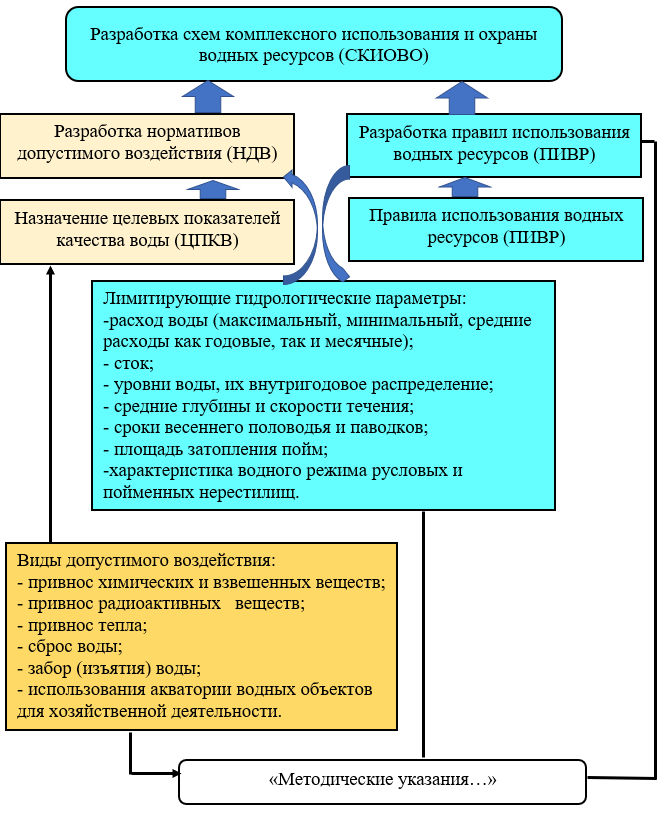 Разработка схем комплексного использования и охраны
водных ресурсов (СКИОВО)
Разработка нормативов
допустимого воздействия (НДВ)
Разработка правил использования
водных ресурсов (ПИВР)
Назначение целевых показателей
качества воды (ЦПКВ)
Правила использования водных
ресурсов (ПИВР)
Лимитирующие гидрологические параметры:
-расход воды (максимальный, минимальный, средние
расходы как годовые, так и месячные);
- сток;
- уровни воды, их внутригодовое распределение;
- средние глубины и скорости течения;
- сроки весеннего половодья и паводков;
- площадь затопления пойм;
-характеристика водного режима русловых и
пойменных нерестилищ.
Виды допустимого воздействия:
- привнос химических и взвешенных веществ;
- привнос радиоактивных веществ;
- привнос тепла;
- сброс воды;
- забор (изъятия) воды;
- использования акватории водных объектов
для хозяйственной деятельности.
«Методические указания…»